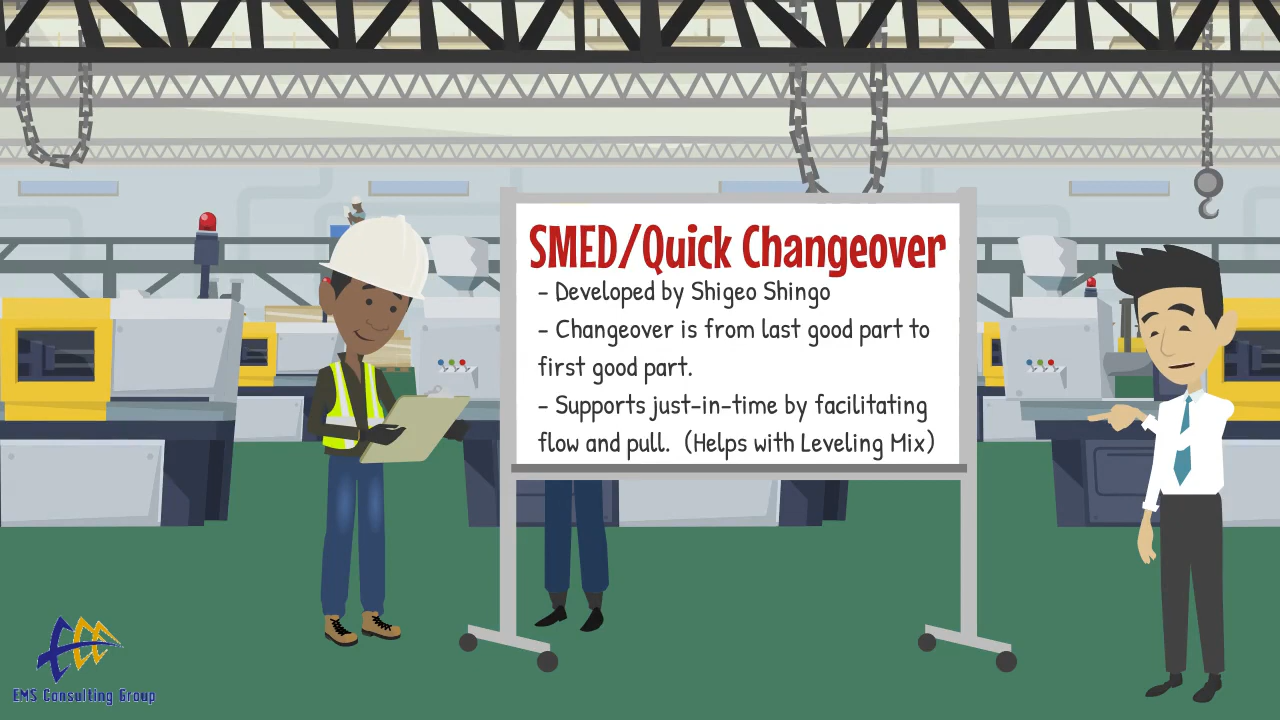 SMED/Quick Changeover
- Developed by Shigeo Shingo
- Changeover is from last good part to
first good part.
- Supports just-in-time by facilitating
flow and pull. (Helps with Leveling Mix)
EMS Consulting Group